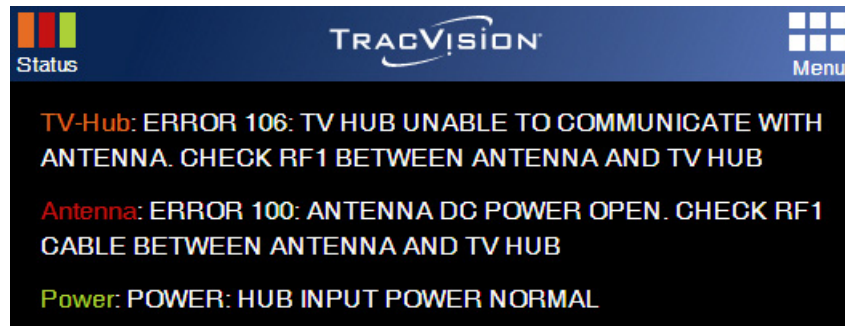 TRACVISION
Status
Menu
TV-Hub: ERROR 106: TV HUB UNABLE TO COMMUNICATE WITH
ANTENNA. CHECK RF1 BETWEEN ANTENNA AND TV HUB
Antenna: ERROR 100: ANTENNA DC POWER OPEN. CHECK RF1
CABLE BETWEEN ANTENNA AND TV HUB
Power: POWER: HUB INPUT POWER NORMAL